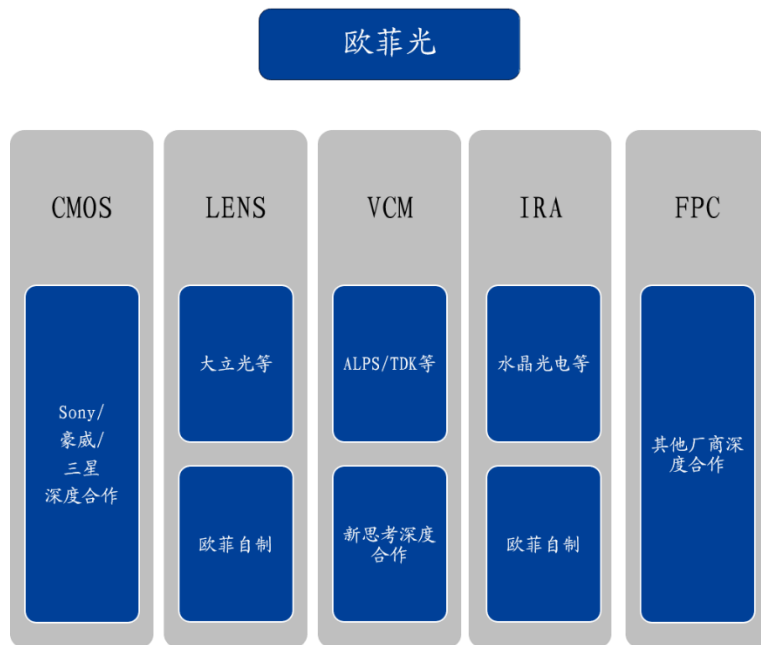 欧菲光
CMOS
LENS
VCM
IRA
FPC
Sony/
豪威/
三星
深度合作
大立光等
欧菲自制
ALPS/TDK等
新思考深度
合作
水晶光电等
欧菲自制
其他厂商深
度合作